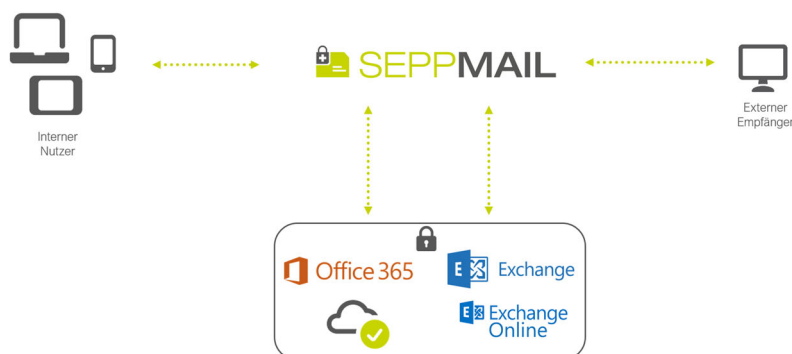 SEPPMAIL
Interner
Nutzer
Externer
Empfänger
Office 365
E Exchange
E Exchange
Online